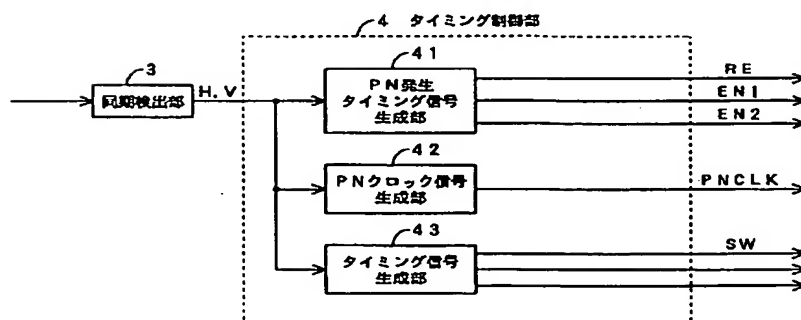 4 タイミング制御部
3
同期検出部
H.V
41
PN発生
タイミング信号
生成部
RE
EN1
EN2
42
PNクロック信号
生成部
PNCLK
43
タイミング信号
生成部
SW